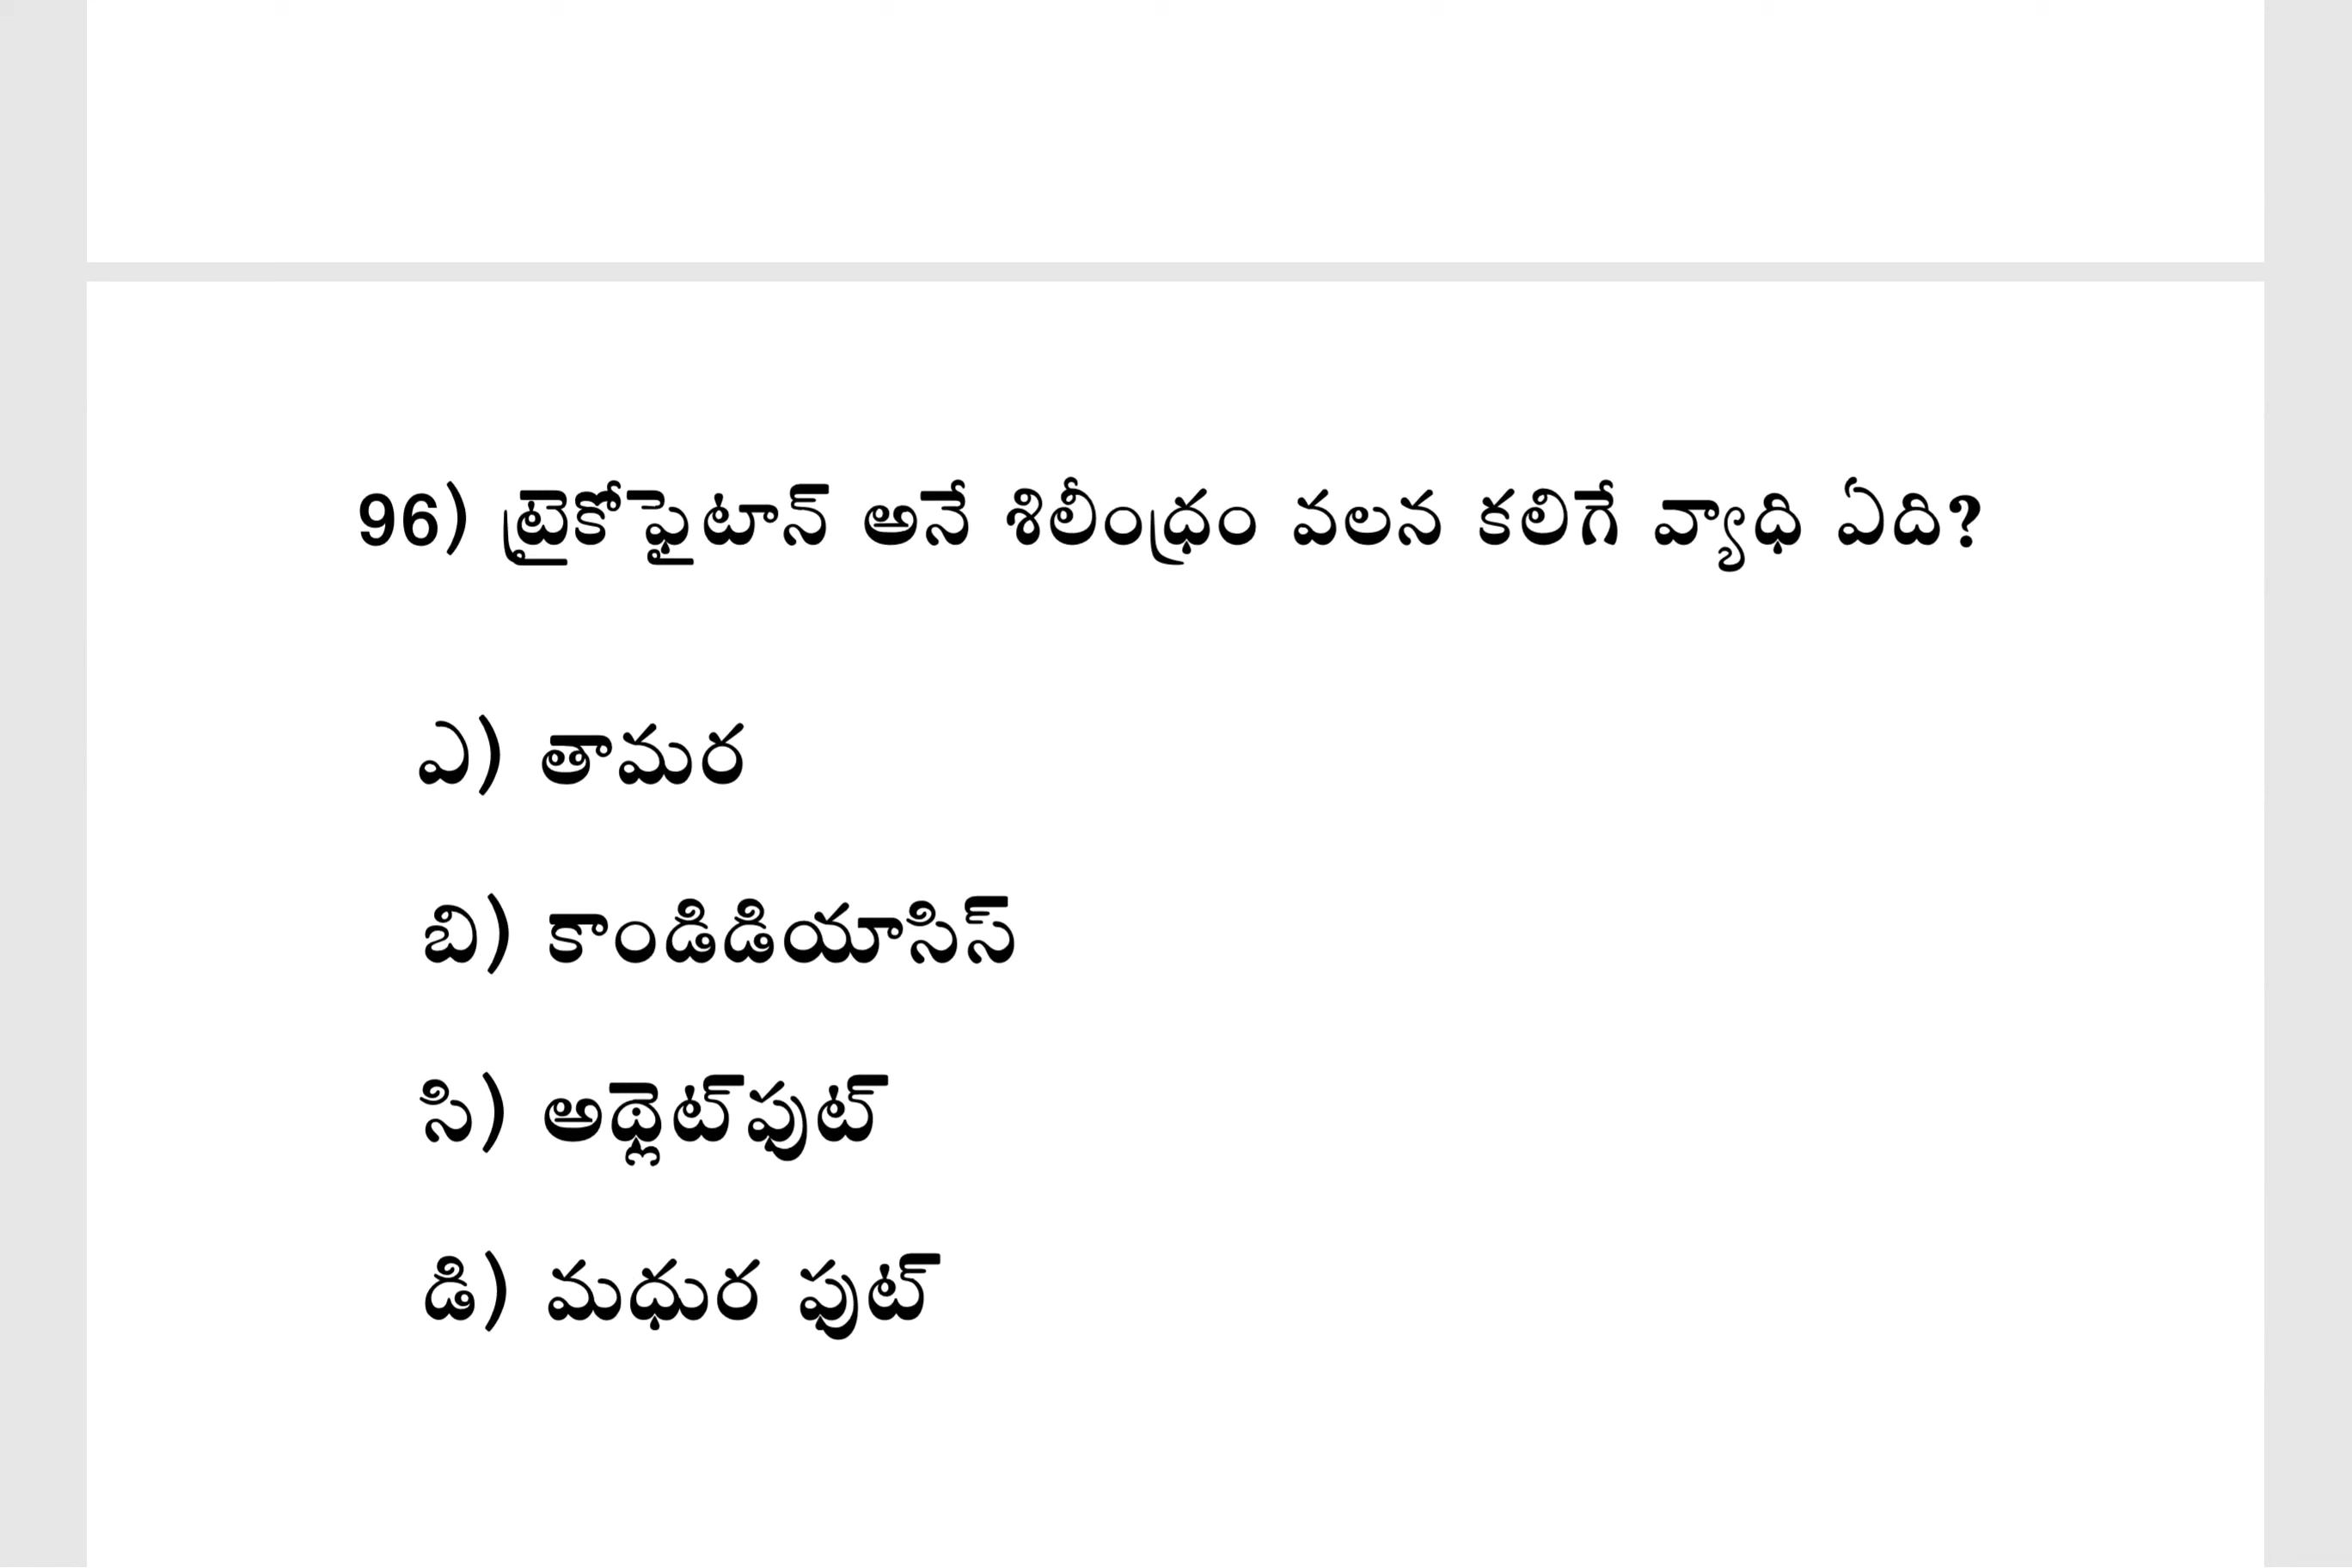 96) ట్రైకోఫైటాన్ అనే శిలీంధ్రం వలన కలిగే వ్యాధి ఏది?
ఎ) తామర
బి) కాండిడియాసిస్
సి) అథ్లెట్‌ఫుట్
డి) మధుర ఫుట్